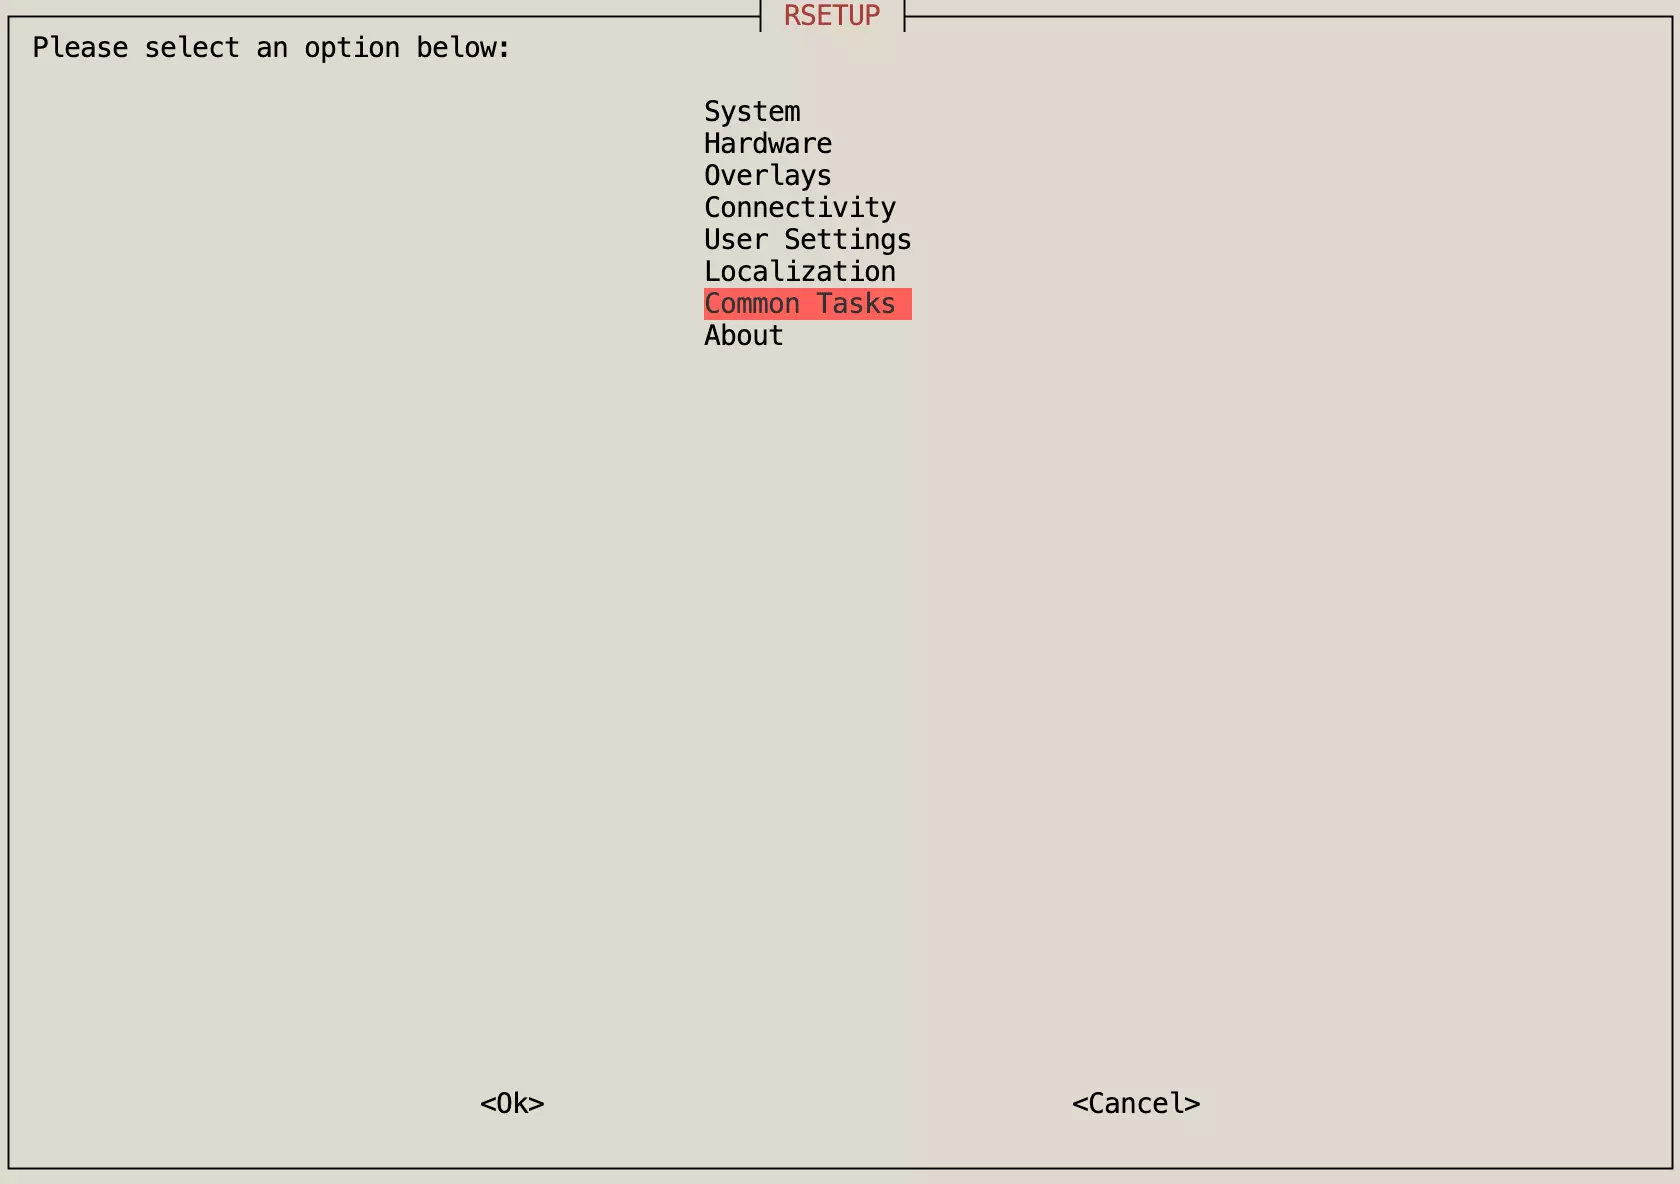 RSETUP
Please select an option below:
System
Hardware
Overlays
Connectivity
User Settings
Localization
Common Tasks
About
<Ok> <Cancel>